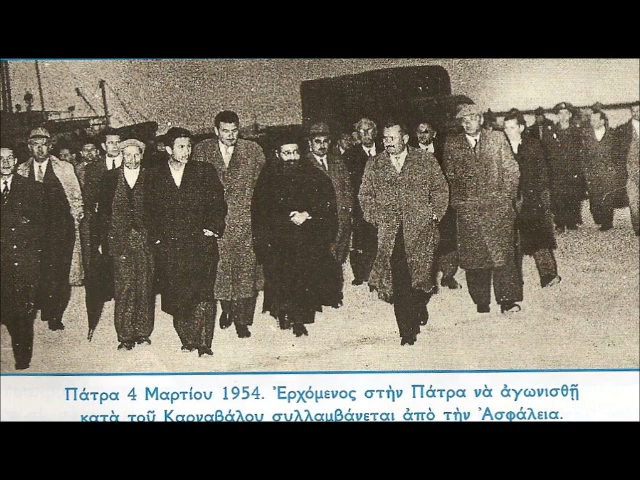 Πάτρα 4 Μαρτίου 1954. Ἐρχόμενος στὴν Πάτρα νὰ ἀγωνισθῇ
κατὰ τοῦ Καρναβάλου συλλαμβάνεται ἀπὸ τὴν Ἀσφάλεια.